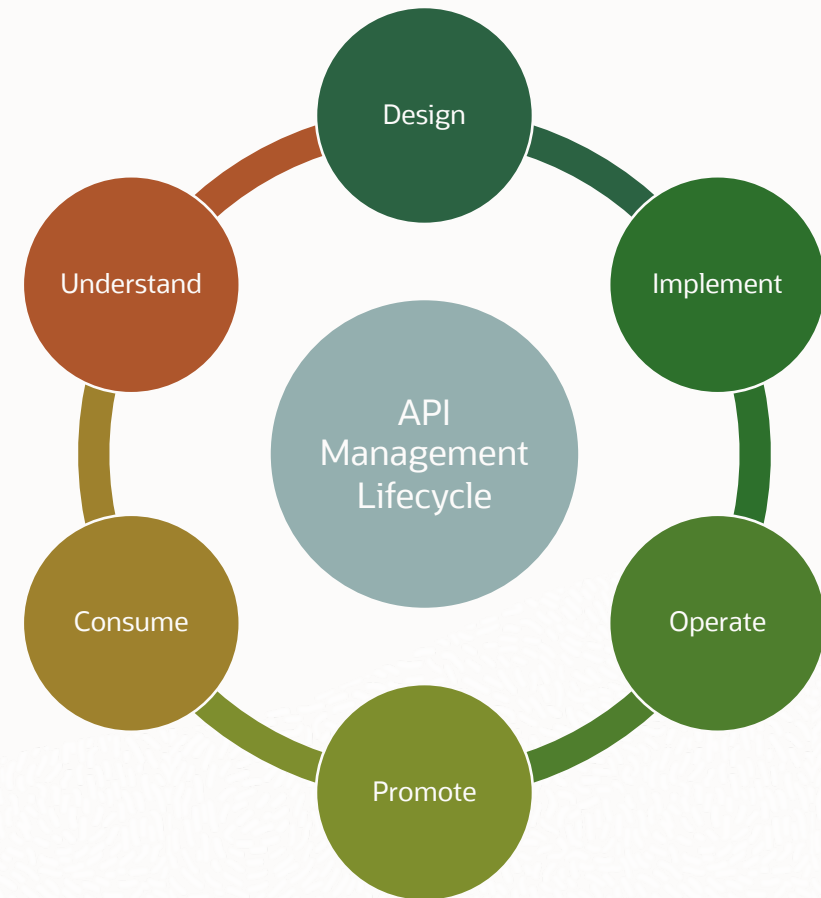 Design
Understand
Implement
API
Management
Lifecycle
Consume
Operate
Promote